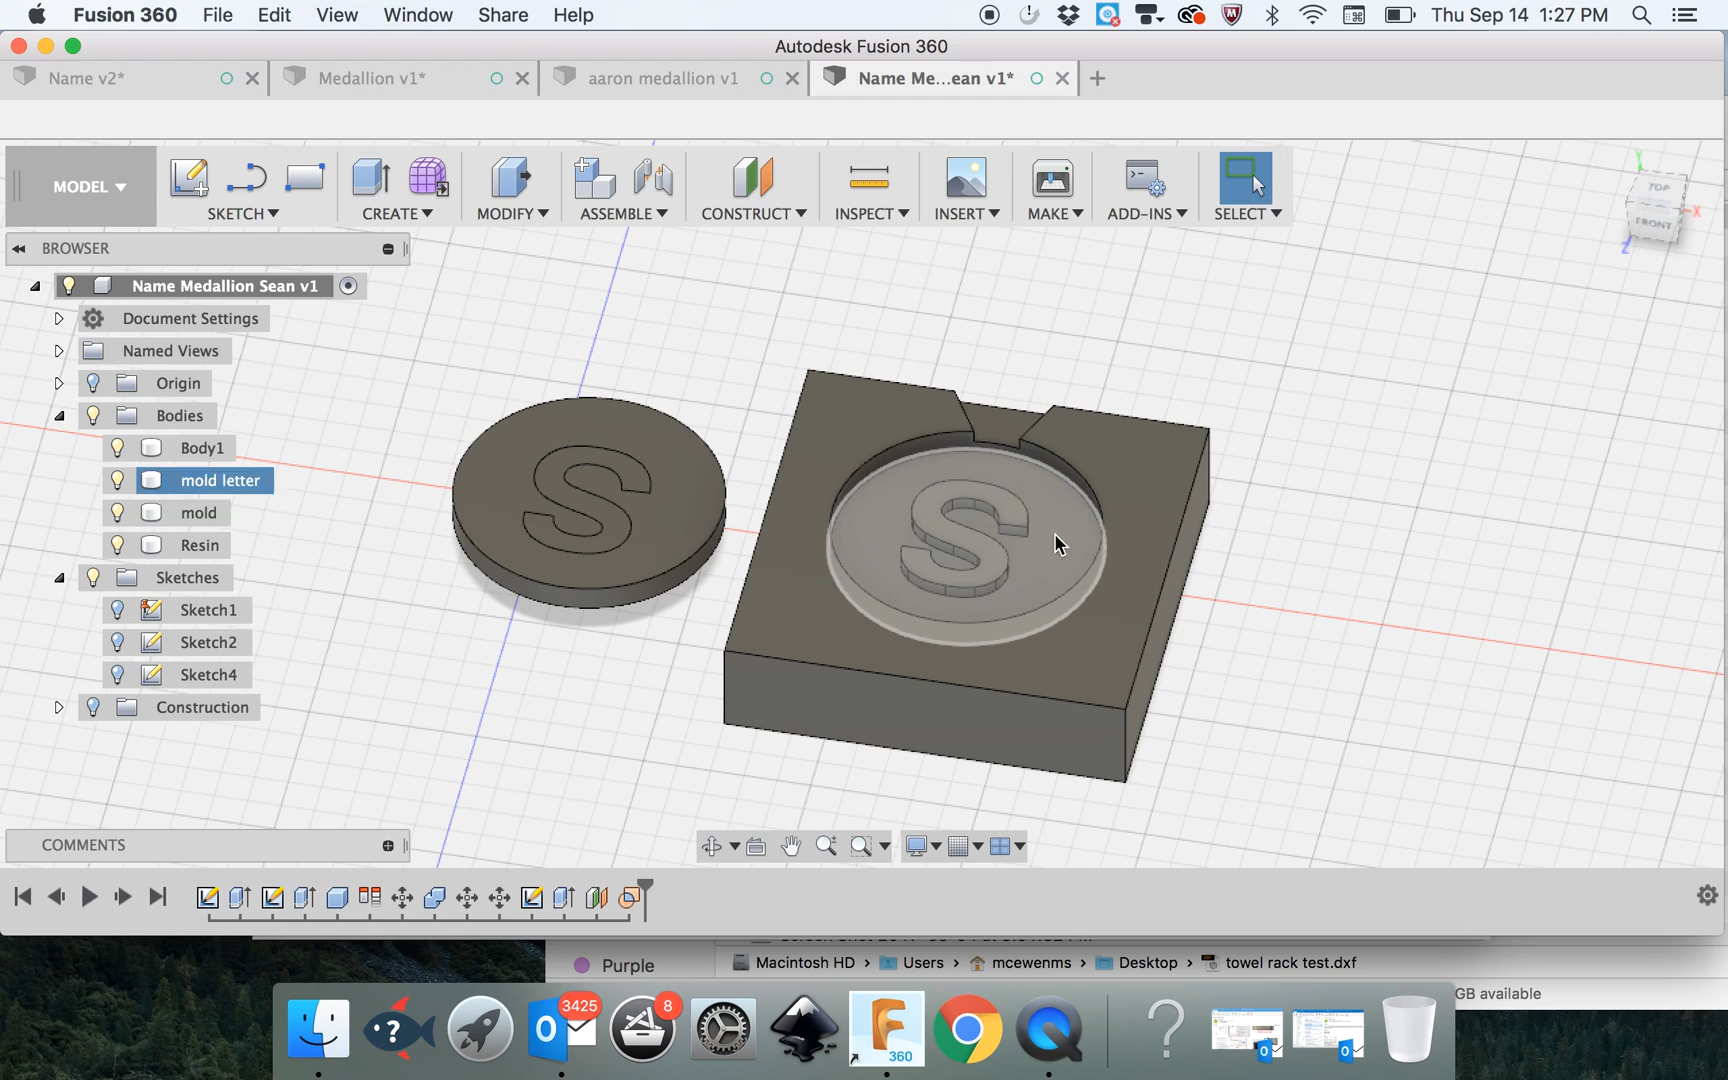 Fusion 360 File Edit View Window Share Help Thu Sep 14 1:27 PM
Autodesk Fusion 360
Name v2* Medallion v1* aaron medallion v1 Name Me...ean v1*
MODEL SKETCH CREATE MODIFY ASSEMBLE CONSTRUCT INSPECT INSERT MAKE ADD-INS SELECT
TOP
FRONT
X
Y
Z
BROWSER
Name Medallion Sean v1
Document Settings
Named Views
Origin
Bodies
Body1
mold letter
mold
Resin
Sketches
Sketch1
Sketch2
Sketch4
Construction
S
S
COMMENTS
Purple
Macintosh HD Users mcewenms Desktop towel rack test.dxf
GB available
3425
8
360